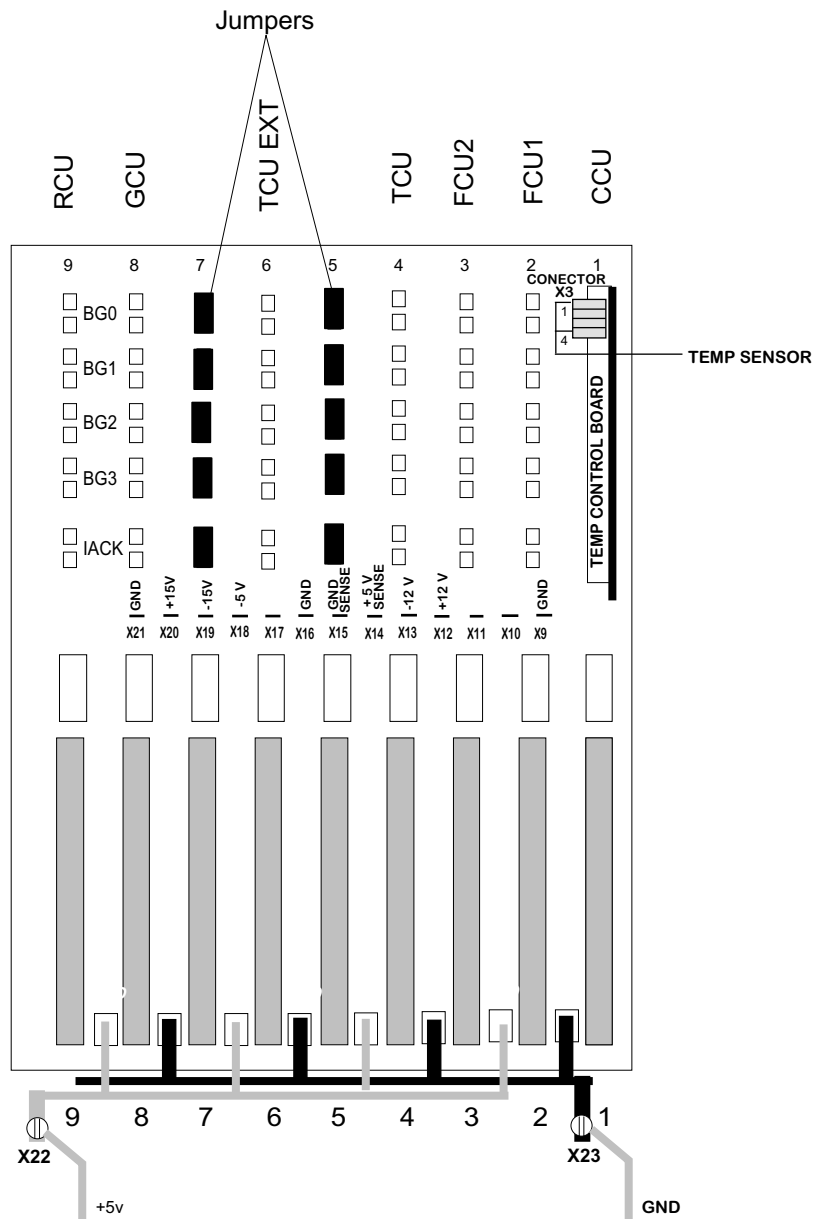 Jumpers
RCU
GCU
TCU EXT
TCU
FCU2
FCU1
CCU
9 8 7 6 5 4 3 2 1
CONECTOR
X3
1
4
BG0
BG1
BG2
BG3
IACK
TEMP SENSOR
TEMP CONTROL BOARD
GND
+15V
-15V
-5 V
GND
GND
SENSE
+ 5 V
SENSE
-12 V
+12 V
GND
X21 X20 X19 X18 X17 X16 X15 X14 X13 X12 X11 X10 X9
9 8 7 6 5 4 3 2 1
X22
X23
+5v
GND